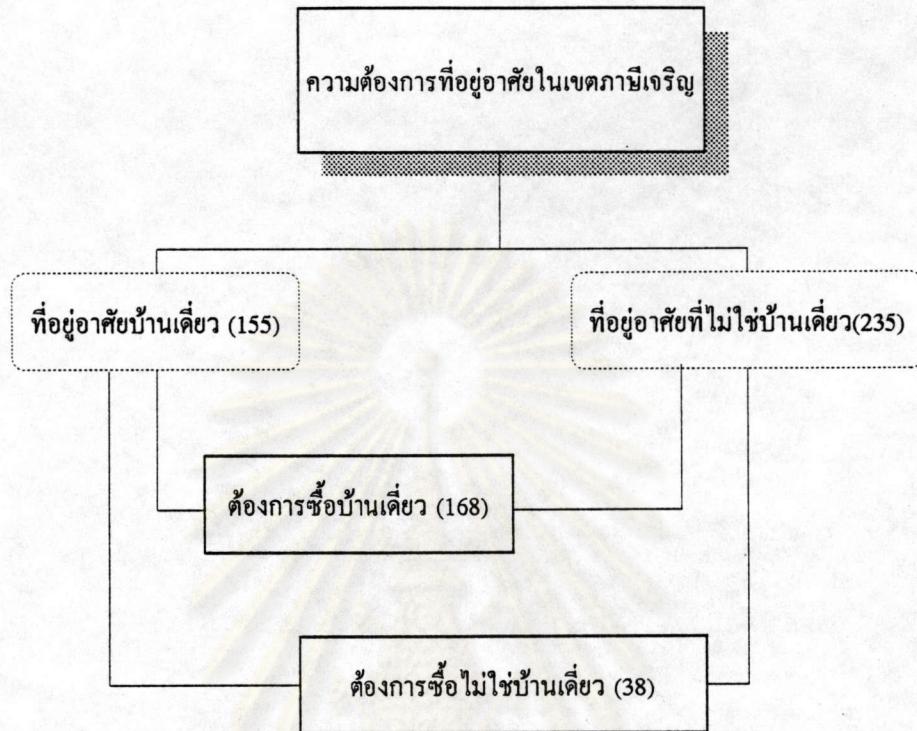 ความต้องการที่อยู่อาศัยในเขตภาษีเจริญ
ที่อยู่อาศัยบ้านเดี่ยว (155)
ที่อยู่อาศัยที่ไม่ใช่บ้านเดี่ยว(235)
ต้องการซื้อบ้านเดี่ยว (168)
ต้องการซื้อไม่ใช่บ้านเดี่ยว (38)